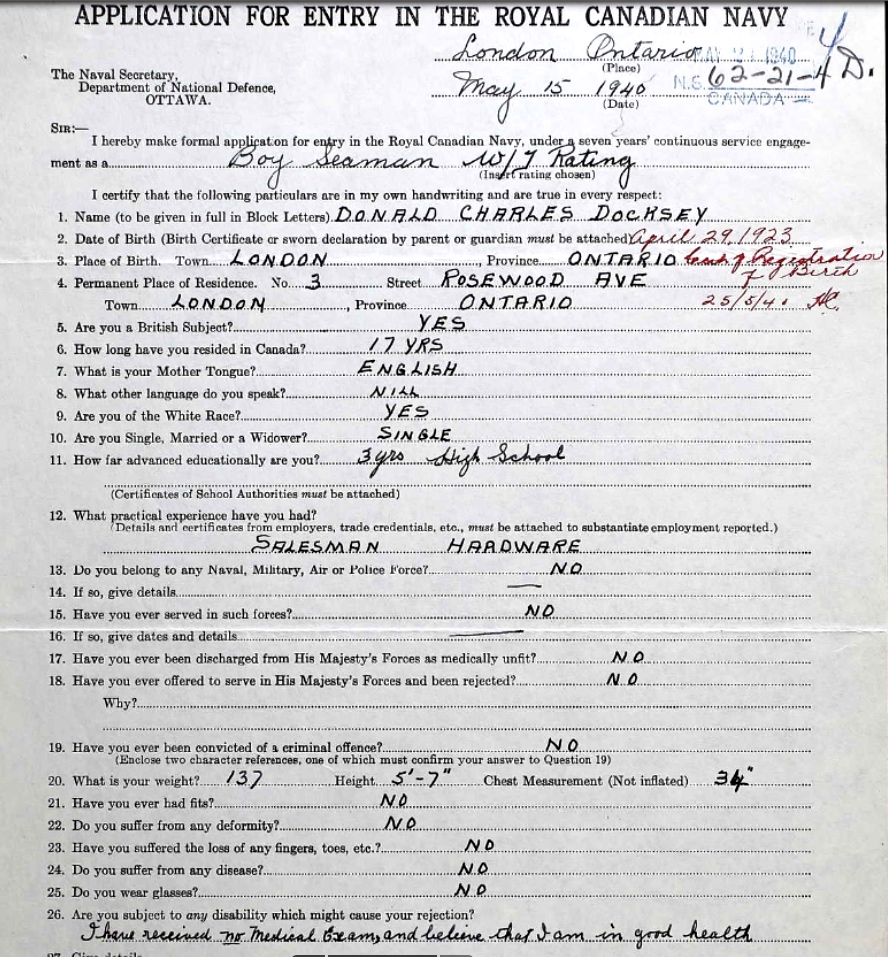 APPLICATION FOR ENTRY IN THE ROYAL CANADIAN NAVY
London Ontario
(Place)
MAY 21 1940
The Naval Secretary,
Department of National Defence,
OTTAWA.
May 15 1940
(Date)
N.S. 62-21-4 D.
CANADA
SIR:—
I hereby make formal application for entry in the Royal Canadian Navy, under a seven years' continuous service engage-
ment as a Boy Seaman W/T Rating
(Insert rating chosen)
I certify that the following particulars are in my own handwriting and are true in every respect:
1. Name (to be given in full in Block Letters) DONALD CHARLES DOCKSEY
2. Date of Birth (Birth Certificate or sworn declaration by parent or guardian must be attached) April 29, 1923
3. Place of Birth. Town LONDON, Province ONTARIO
of Registration
of Birth
4. Permanent Place of Residence. No. 3 Street ROSEWOOD AVE
Town LONDON, Province ONTARIO
25/5/40
5. Are you a British Subject? YES
6. How long have you resided in Canada? 17 YRS
7. What is your Mother Tongue? ENGLISH
8. What other language do you speak? NILL
9. Are you of the White Race? YES
10. Are you Single, Married or a Widower? SINGLE
11. How far advanced educationally are you? 3 yrs High School
(Certificates of School Authorities must be attached)
12. What practical experience have you had?
(Details and certificates from employers, trade credentials, etc., must be attached to substantiate employment reported.)
SALESMAN HARDWARE
13. Do you belong to any Naval, Military, Air or Police Force? NO
14. If so, give details —
15. Have you ever served in such forces? NO
16. If so, give dates and details —
17. Have you ever been discharged from His Majesty's Forces as medically unfit? NO
18. Have you ever offered to serve in His Majesty's Forces and been rejected? NO
Why?
19. Have you ever been convicted of a criminal offence? NO
(Enclose two character references, one of which must confirm your answer to Question 19)
20. What is your weight? 137 Height 5'-7" Chest Measurement (Not inflated) 34"
21. Have you ever had fits? NO
22. Do you suffer from any deformity? NO
23. Have you suffered the loss of any fingers, toes, etc.? NO
24. Do you suffer from any disease? NO
25. Do you wear glasses? NO
26. Are you subject to any disability which might cause your rejection?
I have received no Medical Exam, and believe that I am in good health
27. Give details